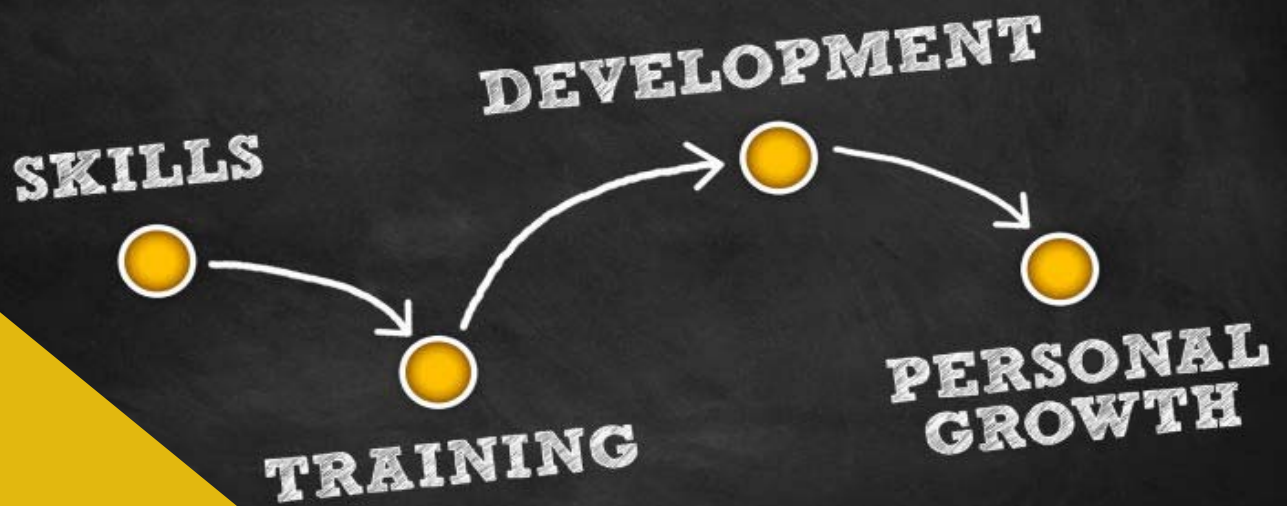 SKILLS
TRAINING
DEVELOPMENT
PERSONAL
GROWTH